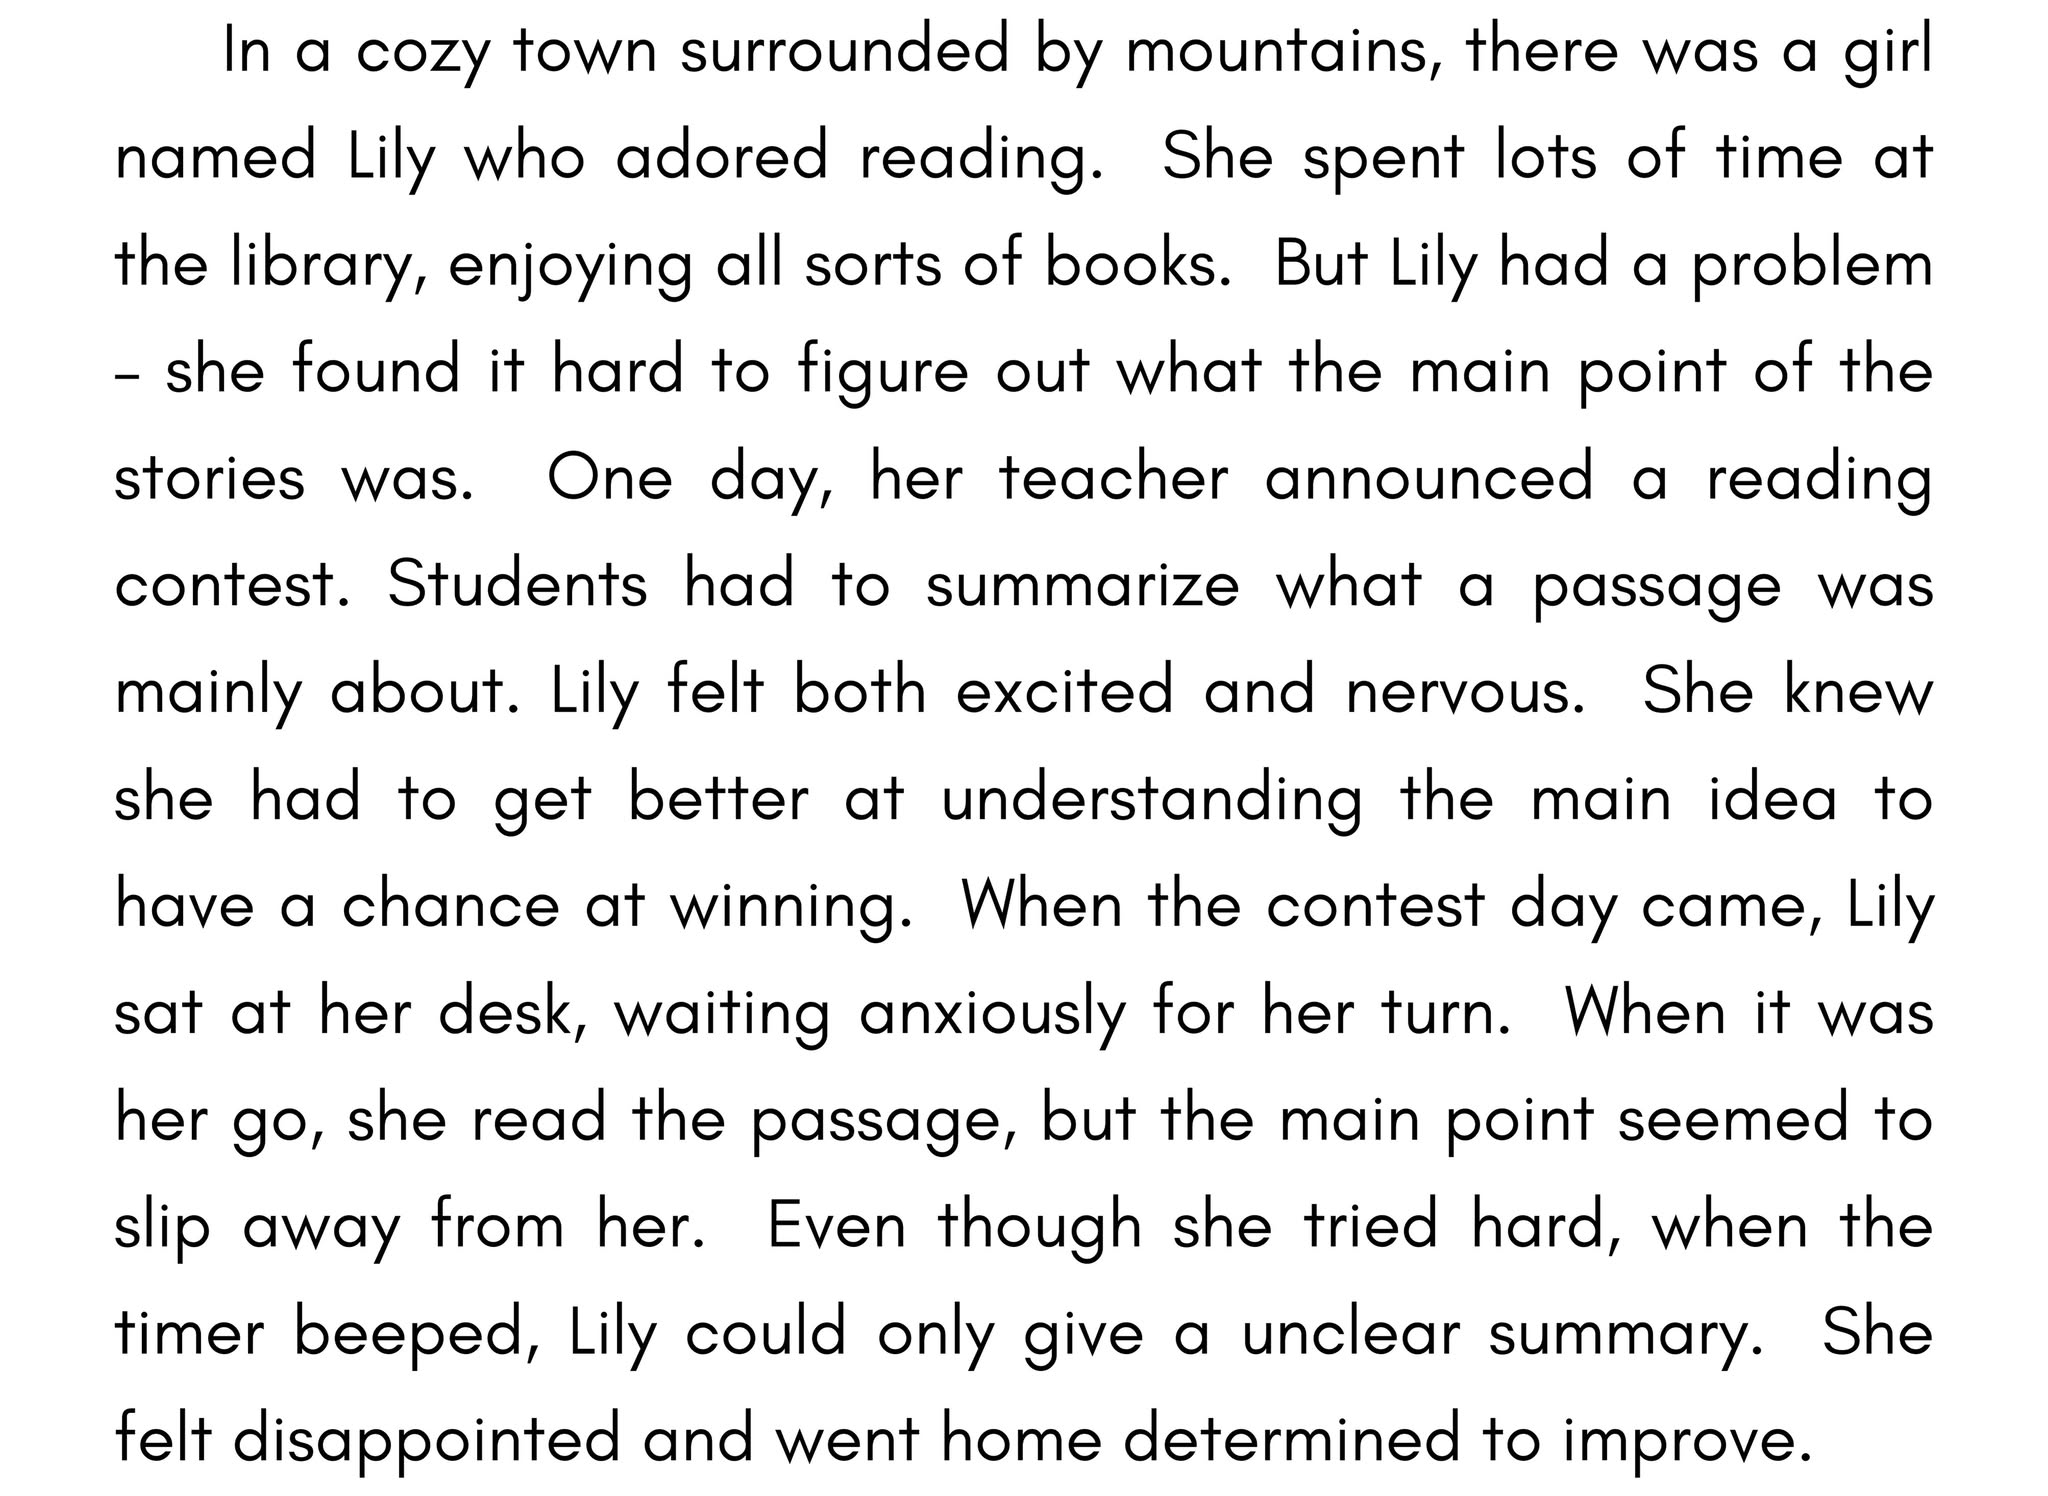 In a cozy town surrounded by mountains, there was a girl
named Lily who adored reading.  She spent lots of time at
the library, enjoying all sorts of books.  But Lily had a problem
– she found it hard to figure out what the main point of the
stories was.  One day, her teacher announced a reading
contest. Students had to summarize what a passage was
mainly about. Lily felt both excited and nervous.  She knew
she had to get better at understanding the main idea to
have a chance at winning.  When the contest day came, Lily
sat at her desk, waiting anxiously for her turn.  When it was
her go, she read the passage, but the main point seemed to
slip away from her.  Even though she tried hard, when the
timer beeped, Lily could only give a unclear summary.  She
felt disappointed and went home determined to improve.